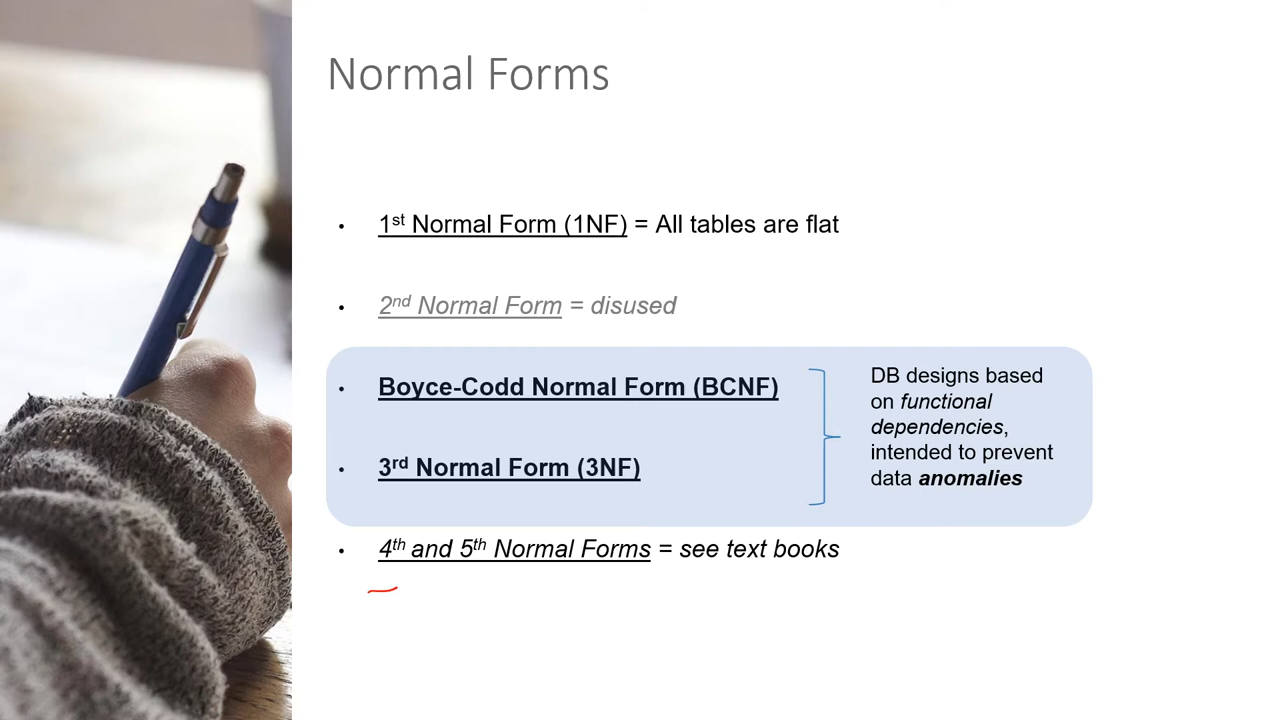 Normal Forms
• 1st Normal Form (1NF) = All tables are flat
• 2nd Normal Form = disused
• Boyce-Codd Normal Form (BCNF)
• 3rd Normal Form (3NF)
DB designs based
on functional
dependencies,
intended to prevent
data anomalies
• 4th and 5th Normal Forms = see text books